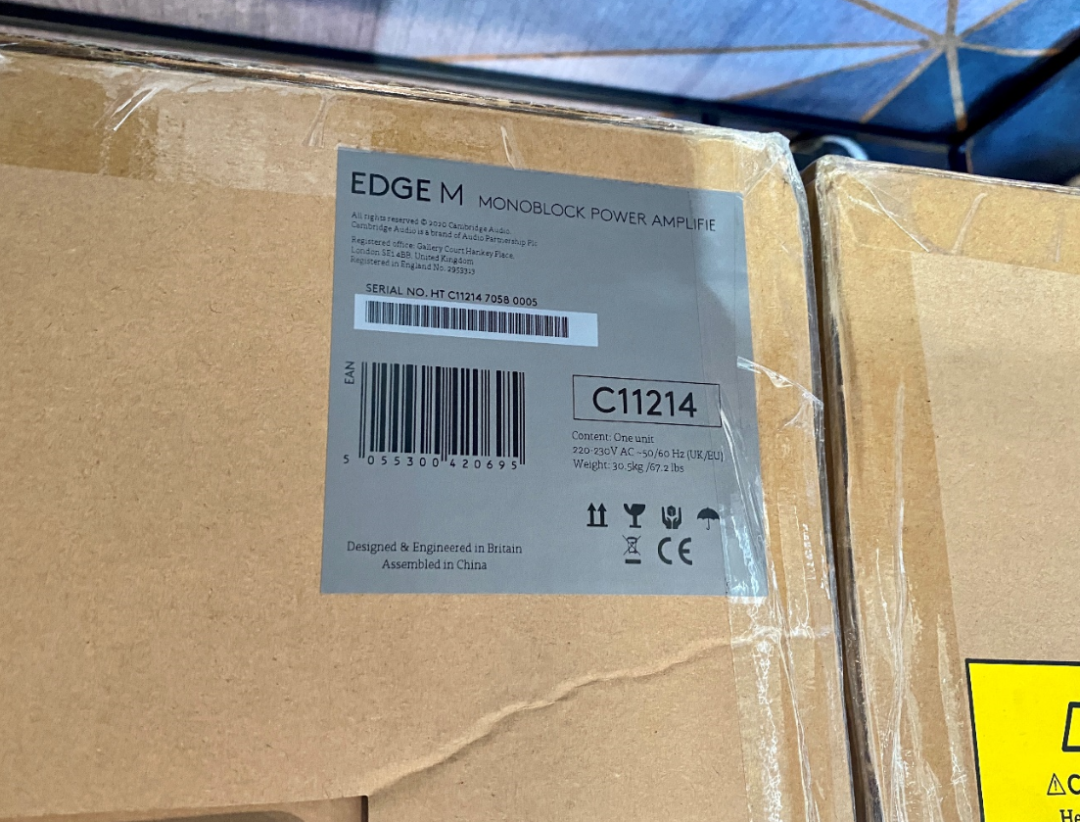 EDGE M MONOBLOCK POWER AMPLIFIE
All rights reserved © 2020 Cambridge Audio.
Cambridge Audio is a brand of Audio Partnership Plc
Registered office: Gallery Court Hankey Place,
London SE1 4BB, United Kingdom
Registered in England No. 2953313
SERIAL NO. HT C11214 7058 0005
EAN
5 055300 420695
C11214
Content: One unit
220-230V AC ~50/60 Hz (UK/EU)
Weight: 30.5kg /67.2 lbs
CE
Designed & Engineered in Britain
Assembled in China